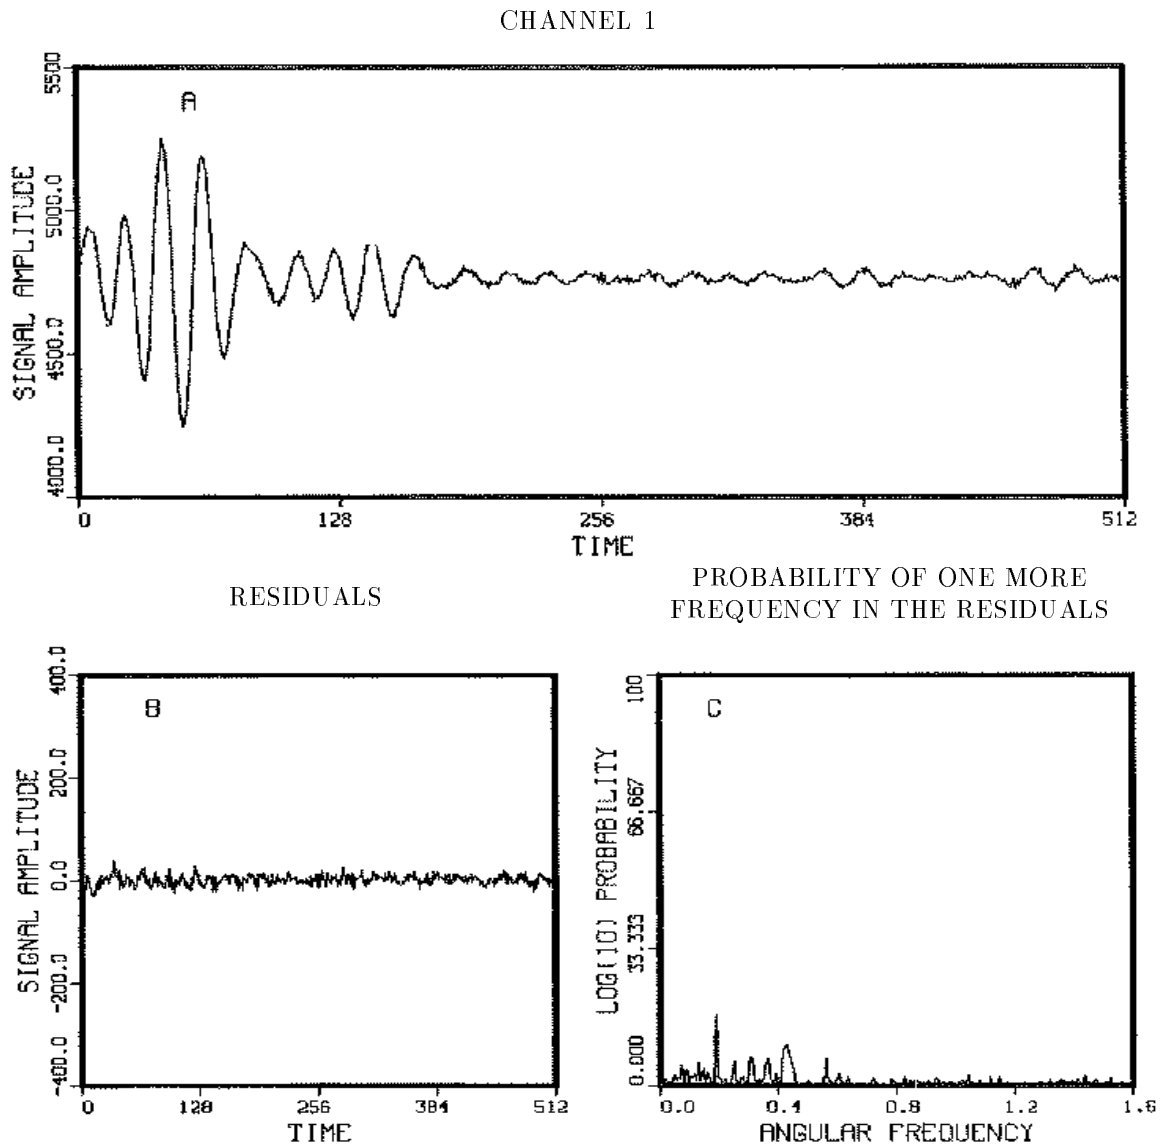 CHANNEL 1
A
SIGNAL AMPLITUDE
5500
5000.0
4500.0
4000.0
0 128 256 384 512
TIME
RESIDUALS
B
SIGNAL AMPLITUDE
400.0
200.0
0.0
-200.0
-400.0
0 128 256 384 512
TIME
PROBABILITY OF ONE MORE
FREQUENCY IN THE RESIDUALS
C
LOG(10) PROBABILITY
100
66.667
33.333
0.000
0.0 0.4 0.8 1.2 1.6
ANGULAR FREQUENCY